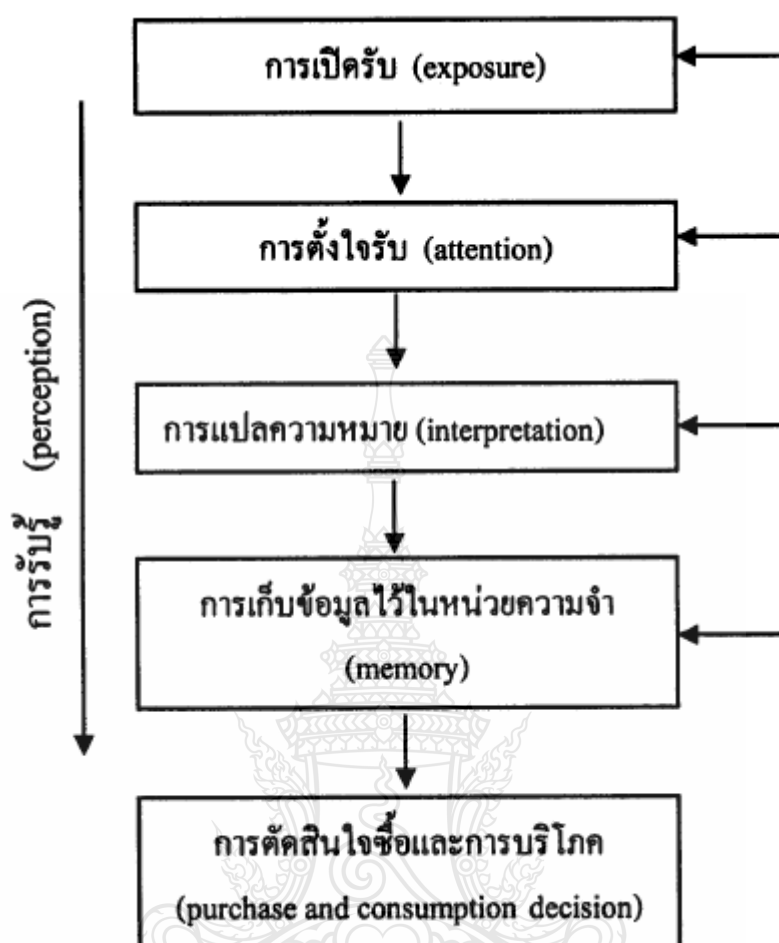 การเปิดรับ (exposure)
การตั้งใจรับ (attention)
การแปลความหมาย (interpretation)
การเก็บข้อมูลไว้ในหน่วยความจำ
(memory)
การตัดสินใจซื้อและการบริโภค
(purchase and consumption decision)
การรับรู้ (perception)